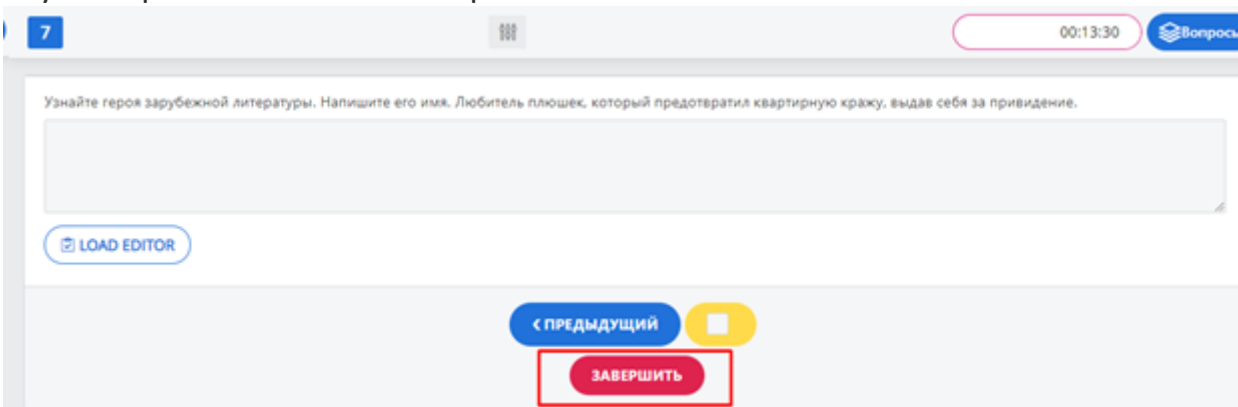 7
00:13:30
Вопросы
Узнайте героя зарубежной литературы. Напишите его имя. Любитель плюшек, который предотвратил квартирную кражу, выдав себя за привидение.
LOAD EDITOR
ПРЕДЫДУЩИЙ
ЗАВЕРШИТЬ